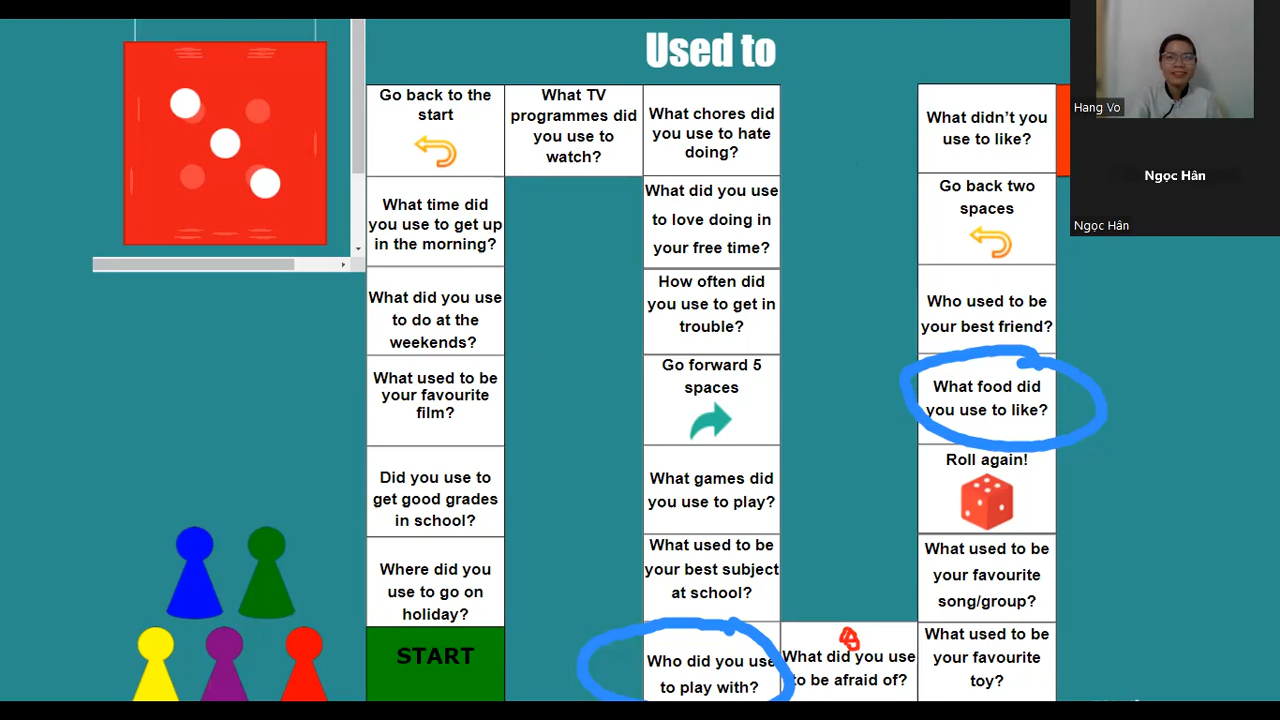 Used to
Go back to the
start
What TV
programmes did
you use to
watch?
What chores did
you use to hate
doing?
What didn't you
use to like?
What time did
you use to get up
in the morning?
What did you use
to love doing in
your free time?
Go back two
spaces
What did you use
to do at the
weekends?
How often did
you use to get in
trouble?
Who used to be
your best friend?
What used to be
your favourite
film?
Go forward 5
spaces
What food did
you use to like?
Did you use to
get good grades
in school?
What games did
you use to play?
Roll again!
Where did you
use to go on
holiday?
What used to be
your best subject
at school?
What used to be
your favourite
song/group?
START
Who did you use
to play with?
What did you use
to be afraid of?
What used to be
your favourite
toy?
Hang Vo
Ngọc Hân
Ngọc Hân